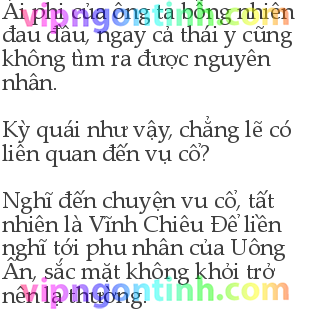 Ái phi của ông ta bỗng nhiên
đau đầu, ngay cả thái y cũng
không tìm ra được nguyên
nhân.
Kỳ quái như vậy, chẳng lẽ có
liên quan đến vụ cổ?
Nghĩ đến chuyện vu cổ, tất
nhiên là Vĩnh Chiêu Để liền
nghĩ tới phu nhân của Uông
Ấn, sắc mặt không khỏi trở
nên lạ thường.
vipngontinh.com
vipngontinh.com